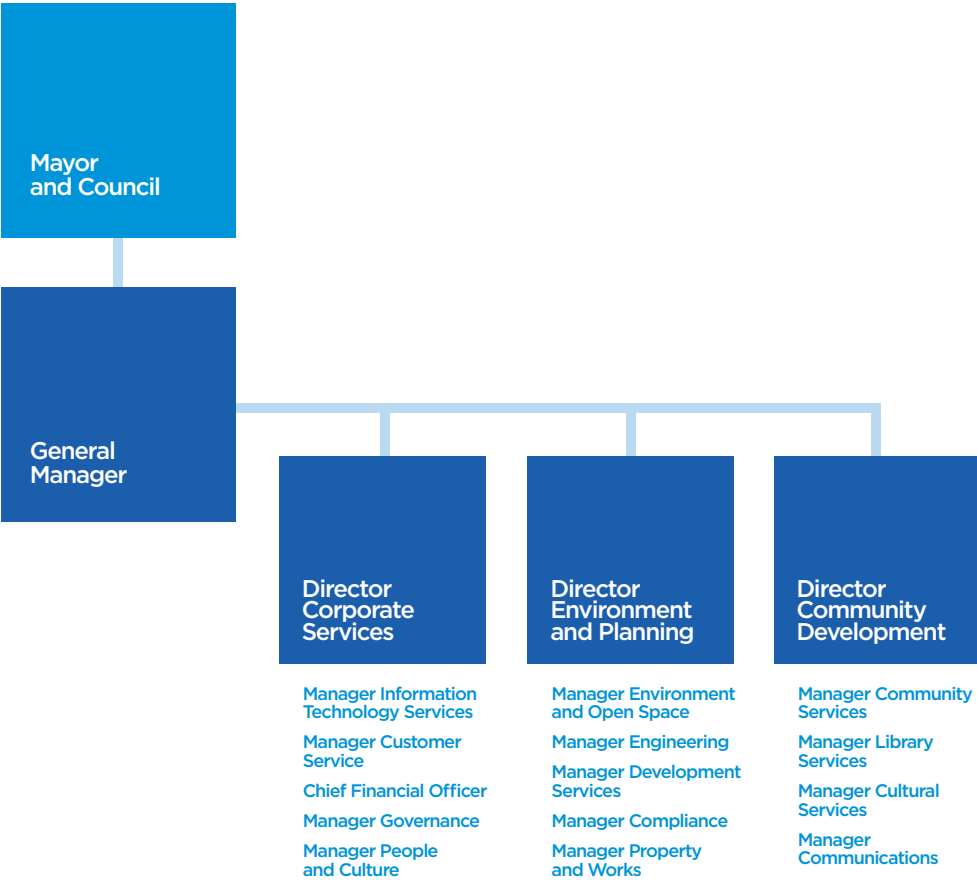 Mayor
and Council
General
Manager
Director
Corporate
Services
Manager Information
Technology Services
Manager Customer
Service
Chief Financial Officer
Manager Governance
Manager People
and Culture
Director
Environment
and Planning
Manager Environment
and Open Space
Manager Engineering
Manager Development
Services
Manager Compliance
Manager Property
and Works
Director
Community
Development
Manager Community
Services
Manager Library
Services
Manager Cultural
Services
Manager
Communications